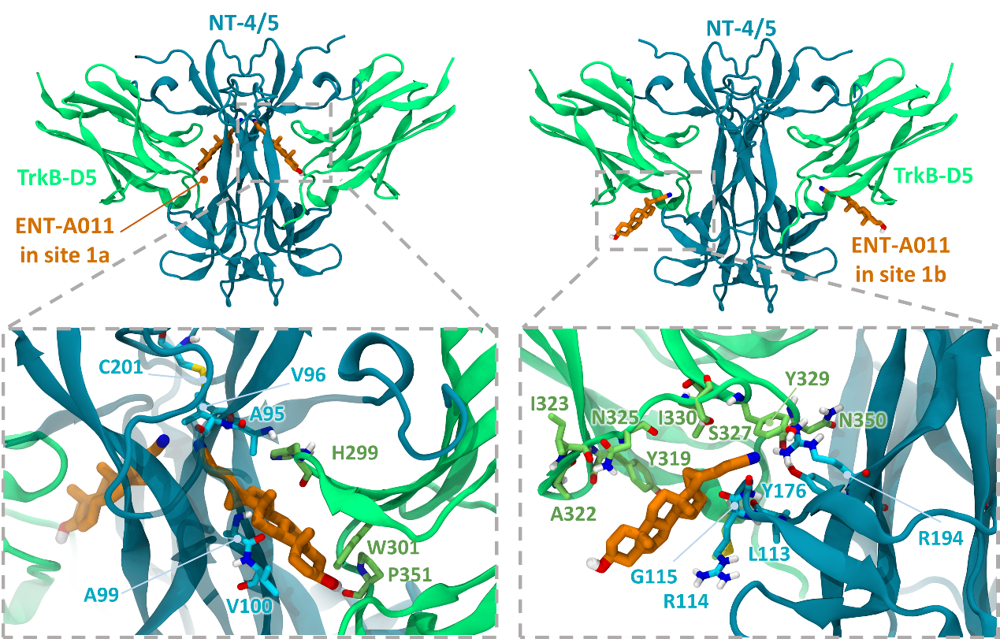 NT-4/5
TrkB-D5
ENT-A011
in site 1a
NT-4/5
TrkB-D5
ENT-A011
in site 1b
C201
V96
A95
H299
W301
P351
A99
V100
I323
N325
I330
Y329
S327
N350
Y319
A322
Y176
R194
L113
G115
R114